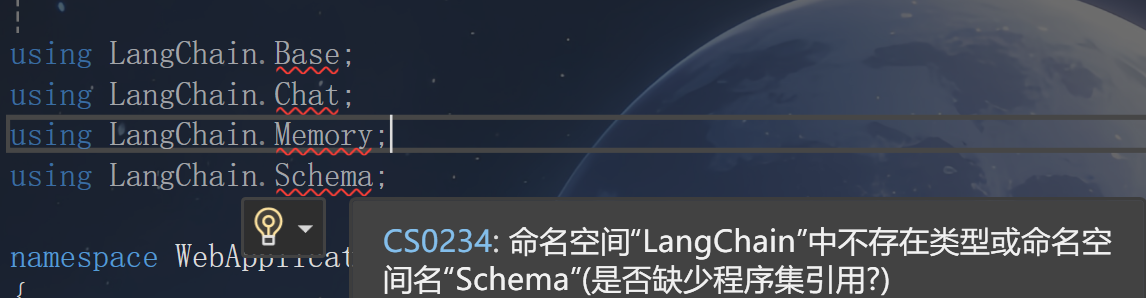 using LangChain.Base;
using LangChain.Chat;
using LangChain.Memory;
using LangChain.Schema;
CS0234: 命名空间“LangChain”中不存在类型或命名空
namespace WebApplicat
间名“Schema”(是否缺少程序集引用?)
{